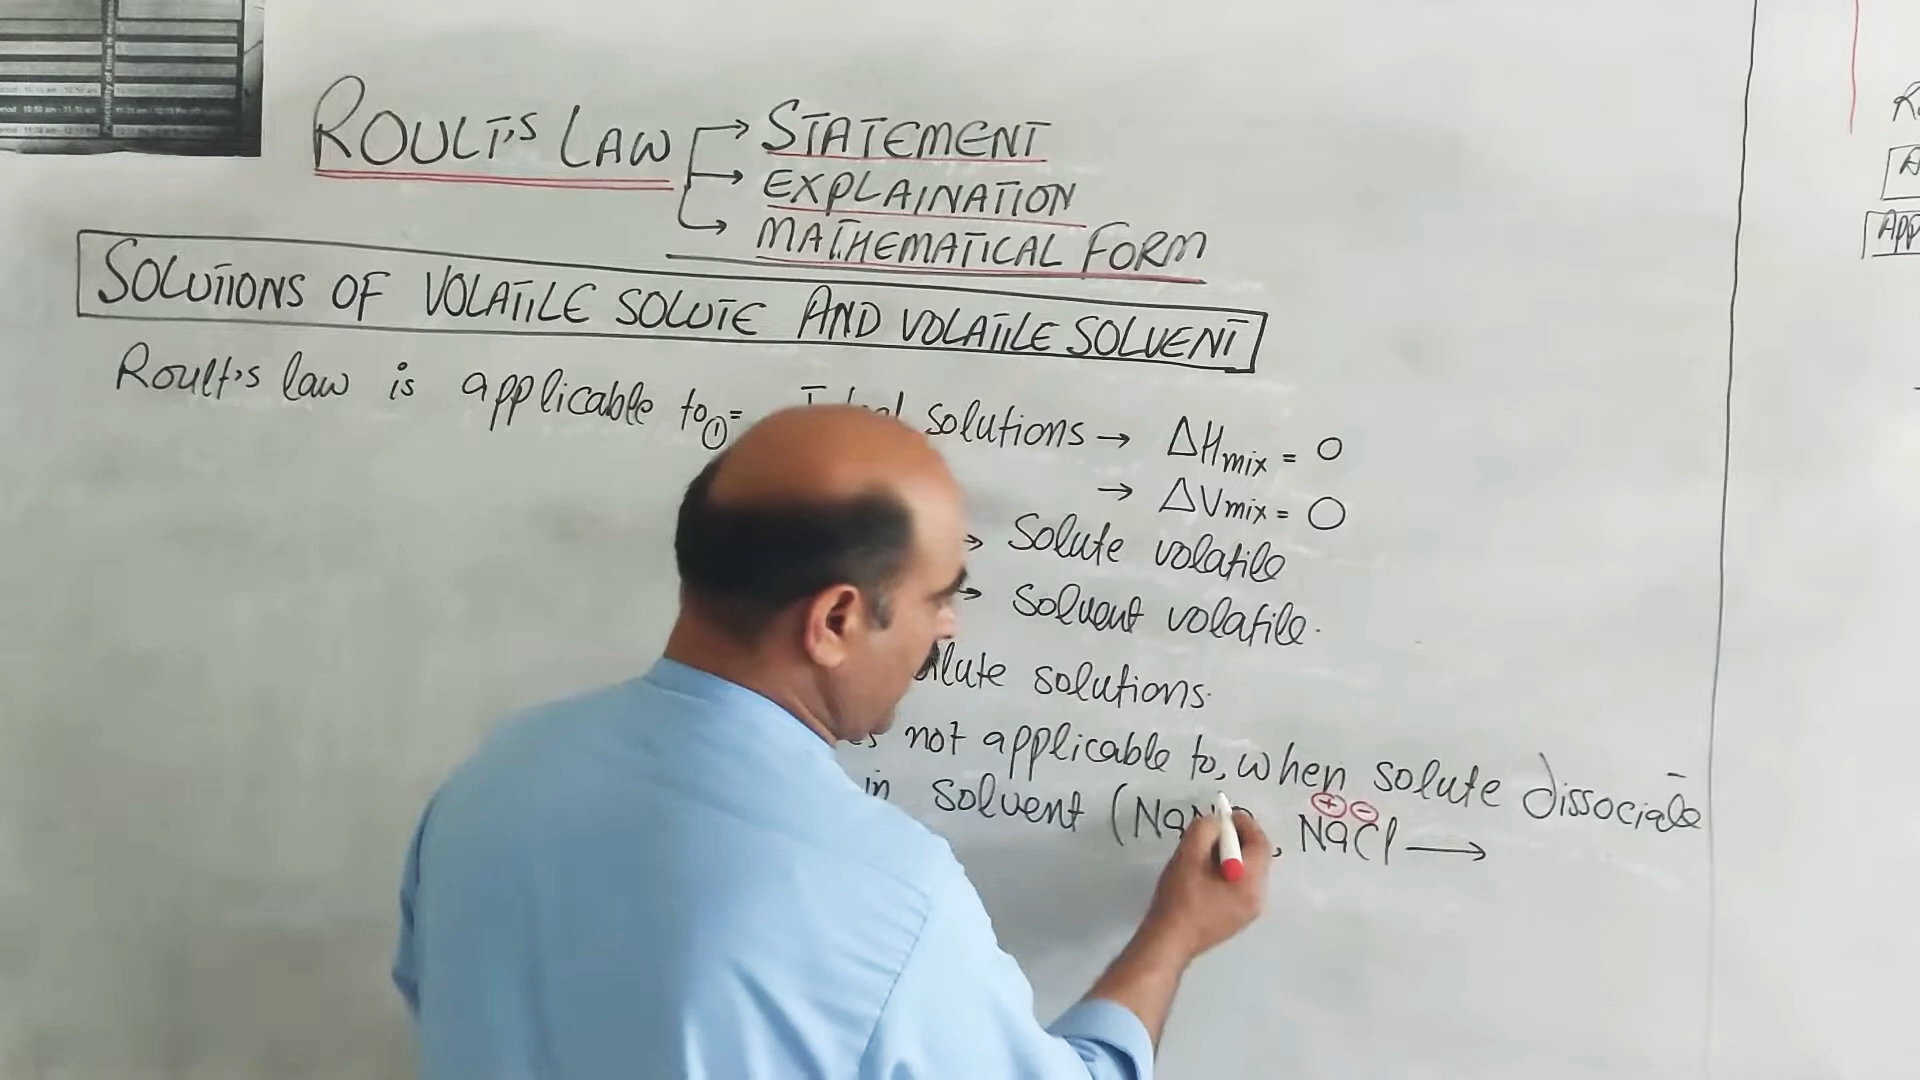 ROULT'S LAW → STATEMENT
→ EXPLAINATION
→ MATHEMATICAL FORM
SOLUTIONS OF VOLATILE SOLUTE AND VOLATILE SOLVENT
Roult's law is applicable to ① = solutions → ΔHmix = 0
→ ΔVmix = 0
→ Solute volatile
→ Solvent volatile.
solutions.
not applicable to, when solute dissociate
in solvent ( , NaCl ⟶
⊕ ⊖
APP